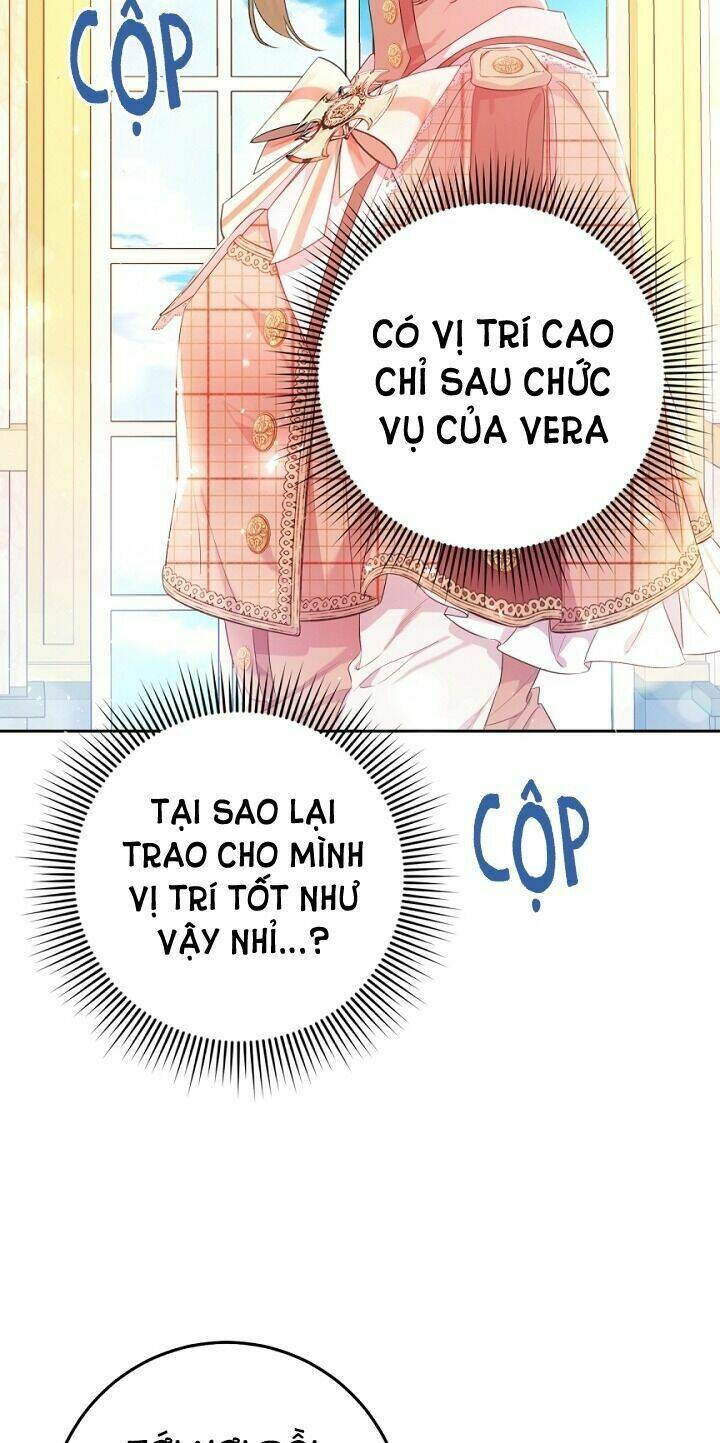 CỘP
CÓ VỊ TRÍ CAO
CHỈ SAU CHỨC
VỤ CỦA VERA
TẠI SAO LẠI
TRAO CHO MÌNH
VỊ TRÍ TỐT NHƯ
VẬY NHỈ...?
CỘP